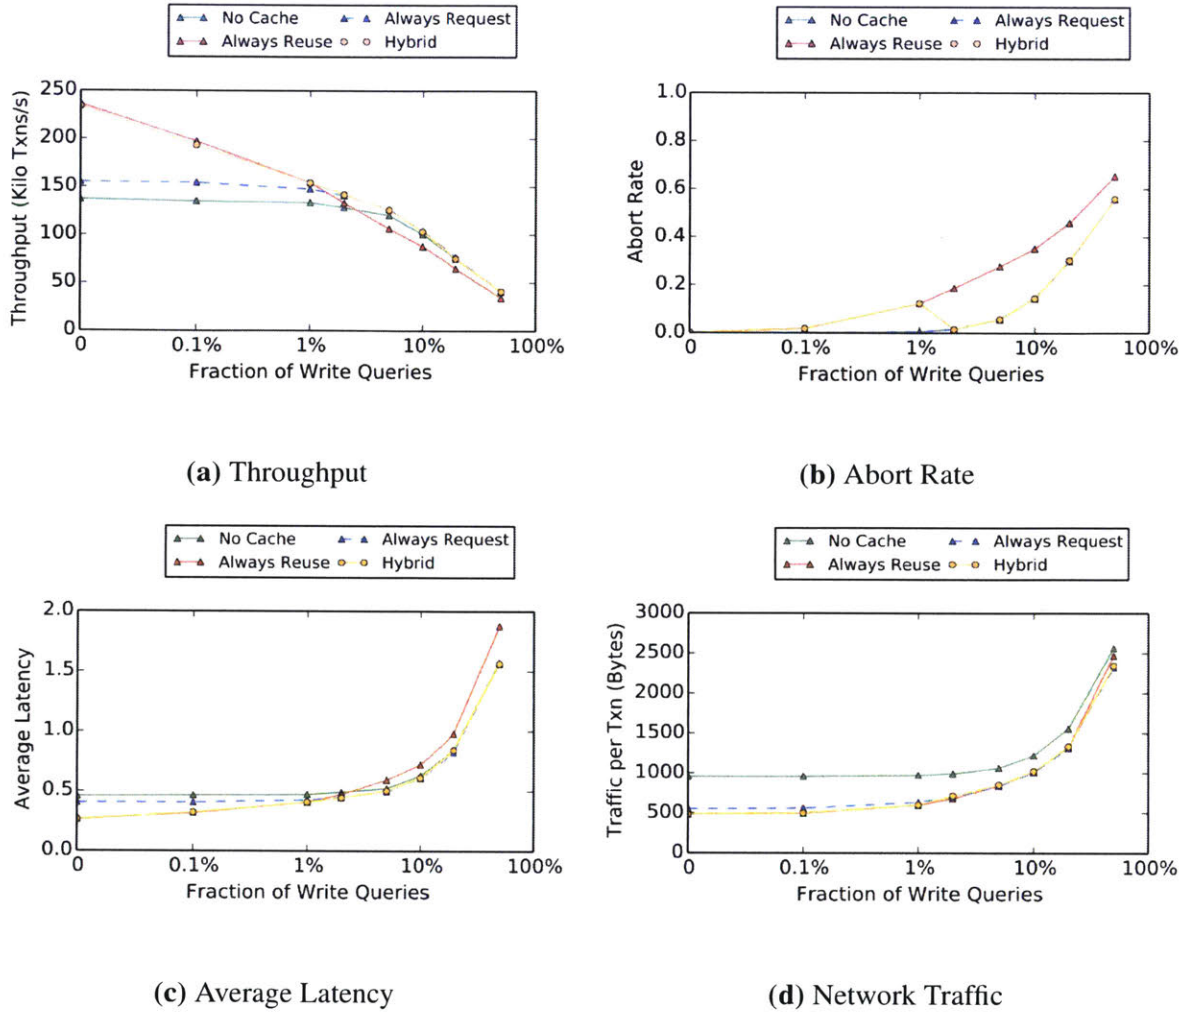 No Cache Always Request
Always Reuse Hybrid
Throughput (Kilo Txns/s)
250
200
150
100
50
0
0 0.1% 1% 10% 100%
Fraction of Write Queries
(a) Throughput
No Cache Always Request
Always Reuse Hybrid
Abort Rate
1.0
0.8
0.6
0.4
0.2
0.0
0 0.1% 1% 10% 100%
Fraction of Write Queries
(b) Abort Rate
No Cache Always Request
Always Reuse Hybrid
Average Latency
2.0
1.5
1.0
0.5
0.0
0 0.1% 1% 10% 100%
Fraction of Write Queries
(c) Average Latency
No Cache Always Request
Always Reuse Hybrid
Traffic per Txn (Bytes)
3000
2500
2000
1500
1000
500
0
0 0.1% 1% 10% 100%
Fraction of Write Queries
(d) Network Traffic